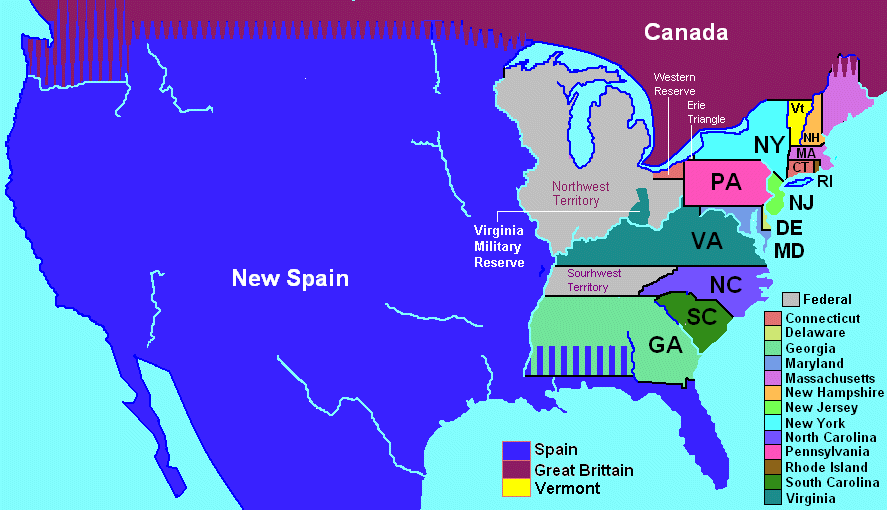 Canada
Western
Reserve
Erie
Triangle
Vt
NH
NY
MA
CT
RI
PA
NJ
Northwest
Territory
Virginia
Military
Reserve
DE
MD
VA
New Spain
Sourhwest
Territory
NC
SC
GA
Federal
Connecticut
Delaware
Georgia
Maryland
Massachusetts
New Hampshire
New Jersey
New York
North Carolina
Pennsylvania
Rhode Island
South Carolina
Virginia
Spain
Great Brittain
Vermont